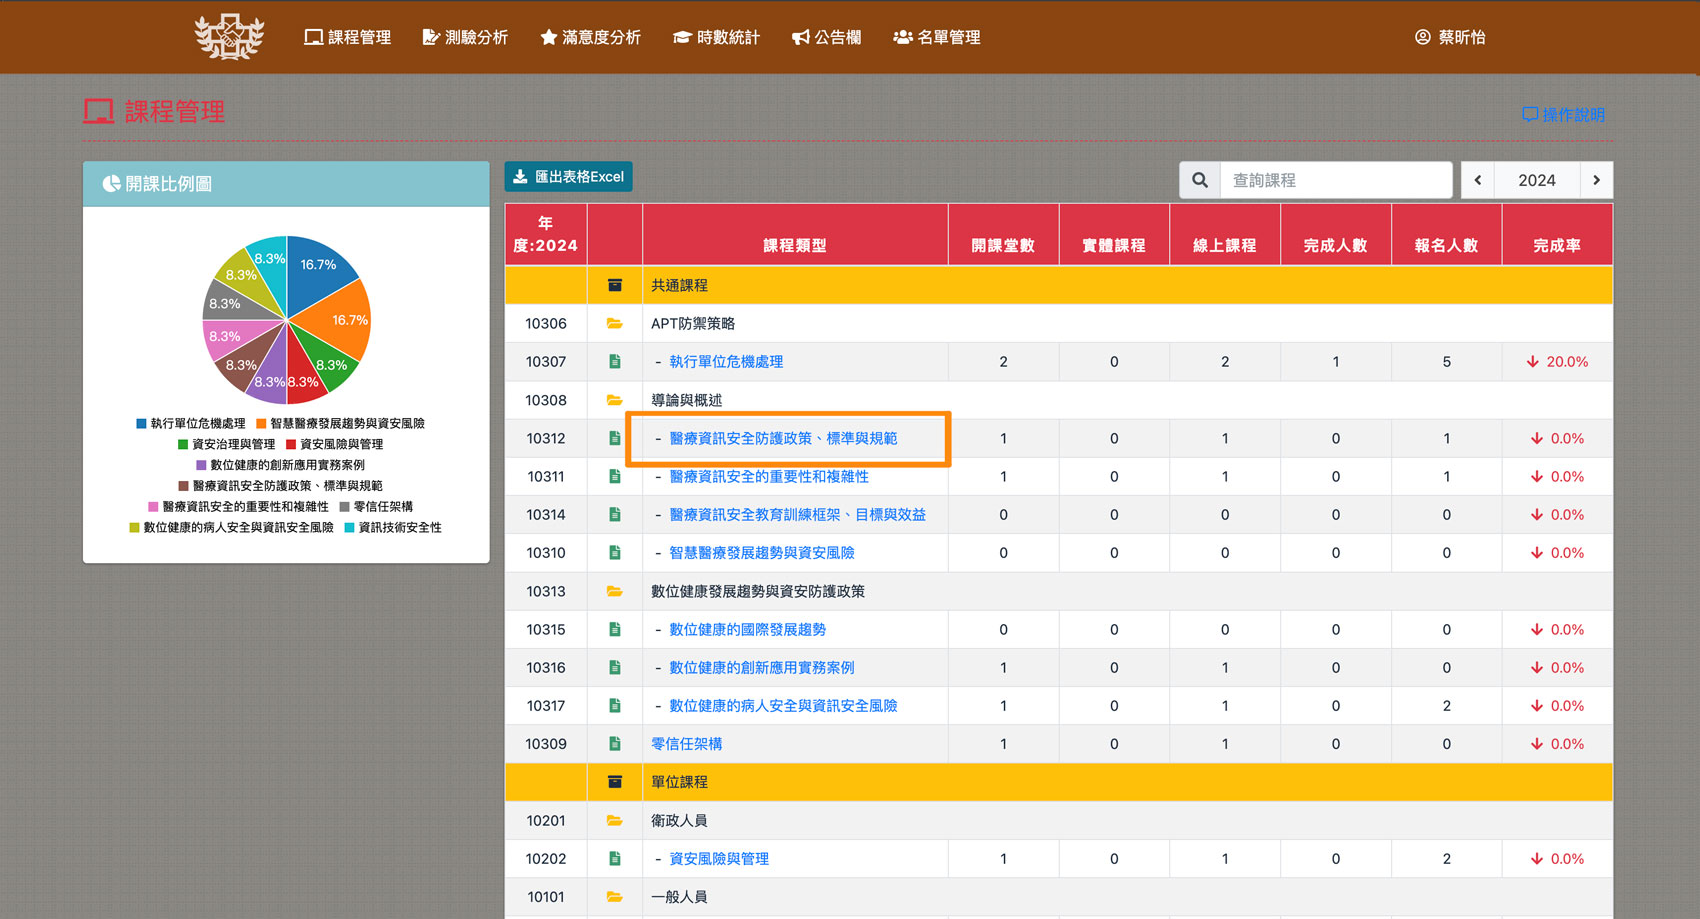 課程管理 測驗分析 滿意度分析 時數統計 公告欄 名單管理 蔡昕怡
課程管理
操作說明
開課比例圖
16.7%
16.7%
8.3%
8.3%
8.3%
8.3%
8.3%
8.3%
8.3%
8.3%
執行單位危機處理 智慧醫療發展趨勢與資安風險
資安治理與管理 資安風險與管理
數位健康的創新應用實務案例
醫療資訊安全防護政策、標準與規範
醫療資訊安全的重要性和複雜性 零信任架構
數位健康的病人安全與資訊安全風險 資訊技術安全性
匯出表格Excel 查詢課程 2024
年度:2024 課程類型 開課堂數 實體課程 線上課程 完成人數 報名人數 完成率
共通課程
10306 APT防禦策略
10307 - 執行單位危機處理 2 0 2 1 5 20.0%
10308 導論與概述
10312 - 醫療資訊安全防護政策、標準與規範 1 0 1 0 1 0.0%
10311 - 醫療資訊安全的重要性和複雜性 1 0 1 0 1 0.0%
10314 - 醫療資訊安全教育訓練框架、目標與效益 0 0 0 0 0 0.0%
10310 - 智慧醫療發展趨勢與資安風險 0 0 0 0 0 0.0%
10313 數位健康發展趨勢與資安防護政策
10315 - 數位健康的國際發展趨勢 0 0 0 0 0 0.0%
10316 - 數位健康的創新應用實務案例 1 0 1 0 0 0.0%
10317 - 數位健康的病人安全與資訊安全風險 1 0 1 0 2 0.0%
10309 零信任架構 1 0 1 0 0 0.0%
單位課程
10201 衛政人員
10202 - 資安風險與管理 1 0 1 0 2 0.0%
10101 一般人員